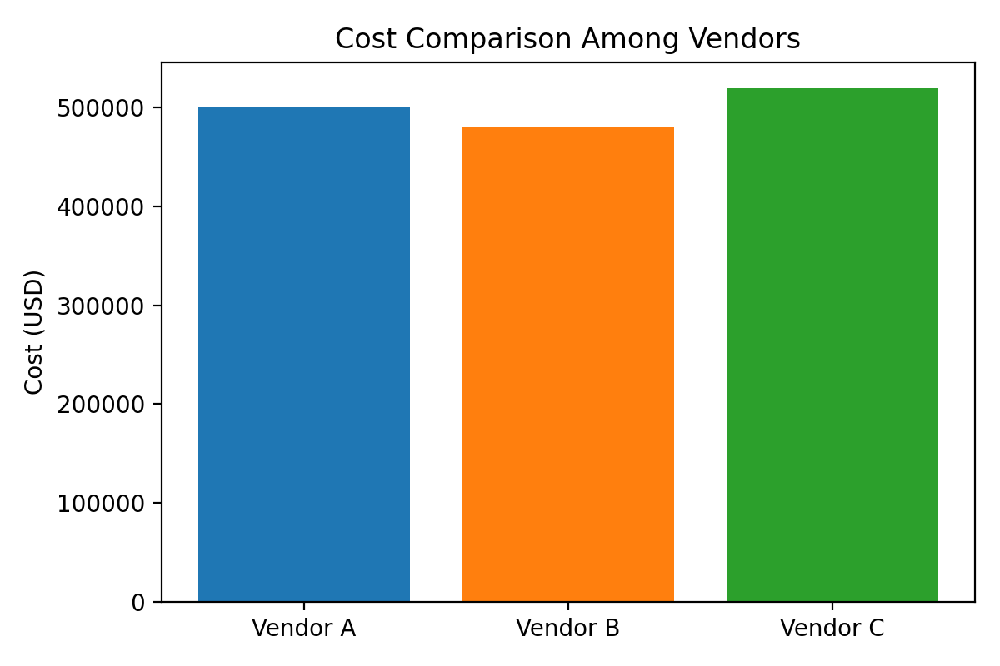 Cost Comparison Among Vendors
Cost (USD)
500000
400000
300000
200000
100000
0
Vendor A
Vendor B
Vendor C